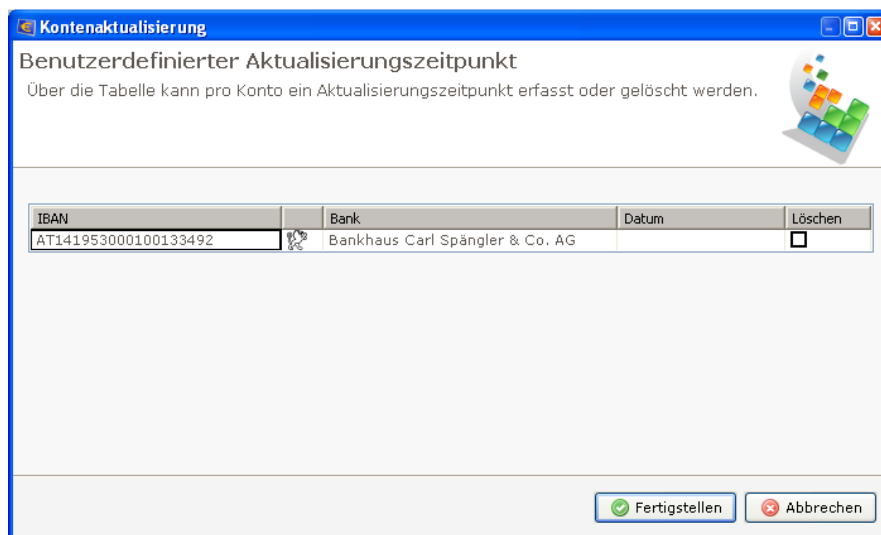 Kontenaktualisierung
Benutzerdefinierter Aktualisierungszeitpunkt
Über die Tabelle kann pro Konto ein Aktualisierungszeitpunkt erfasst oder gelöscht werden.
IBAN Bank Datum Löschen
AT141953000100133492 Bankhaus Carl Spängler & Co. AG
Fertigstellen Abbrechen